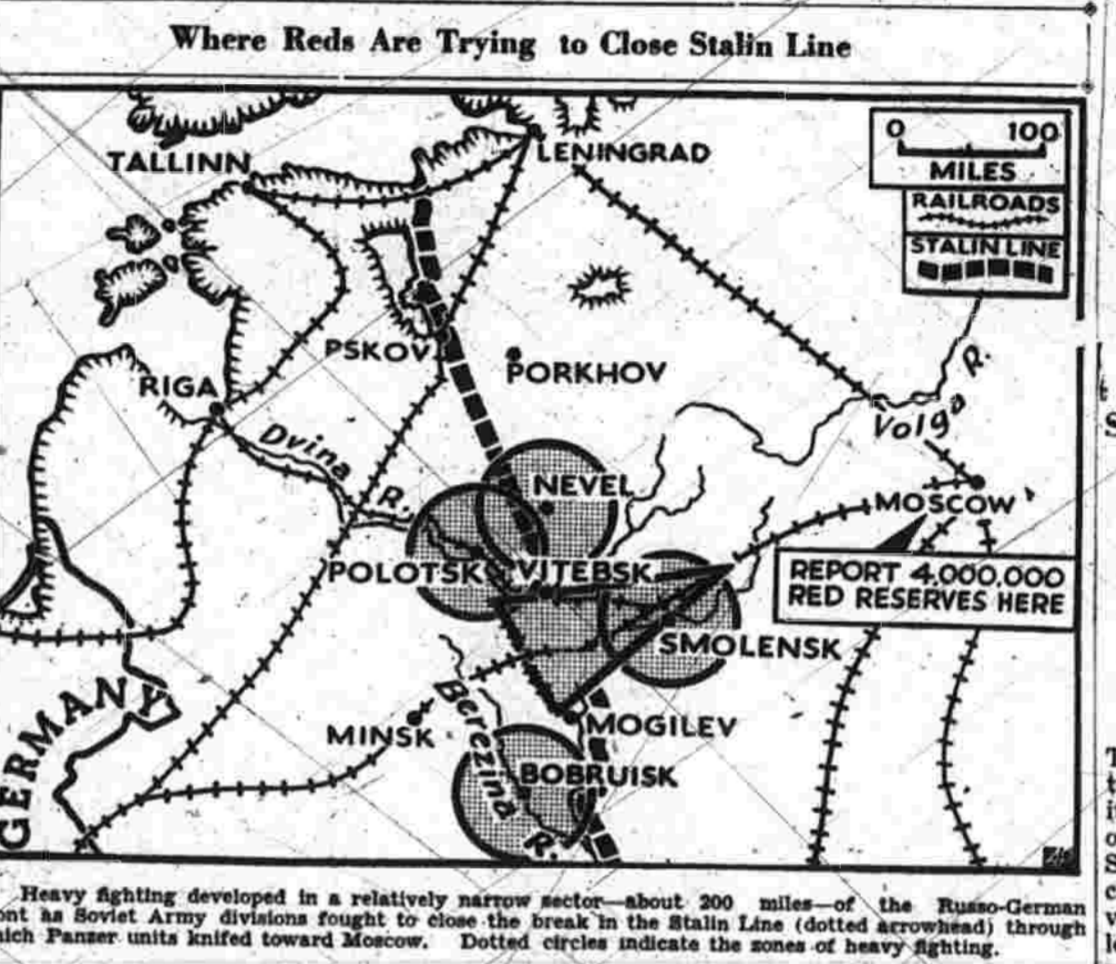 Where Reds Are Trying to Close Stalin Line
0 100
MILES
RAILROADS
STALIN LINE
TALLINN
LENINGRAD
PSKOV
PORKHOV
RIGA
Dvina R.
Volga R.
NEVEL
MOSCOW
POLOTSK
VITEBSK
REPORT 4,000,000
RED RESERVES HERE
SMOLENSK
GERMANY
MINSK
Berezina R.
MOGILEV
BOBRUISK
Heavy fighting developed in a relatively narrow sector—about 200 miles—of the Russo-German
ont as Soviet Army divisions fought to close the break in the Stalin Line (dotted arrowhead) through
ich Panzer units knifed toward Moscow. Dotted circles indicate the zones of heavy fighting.